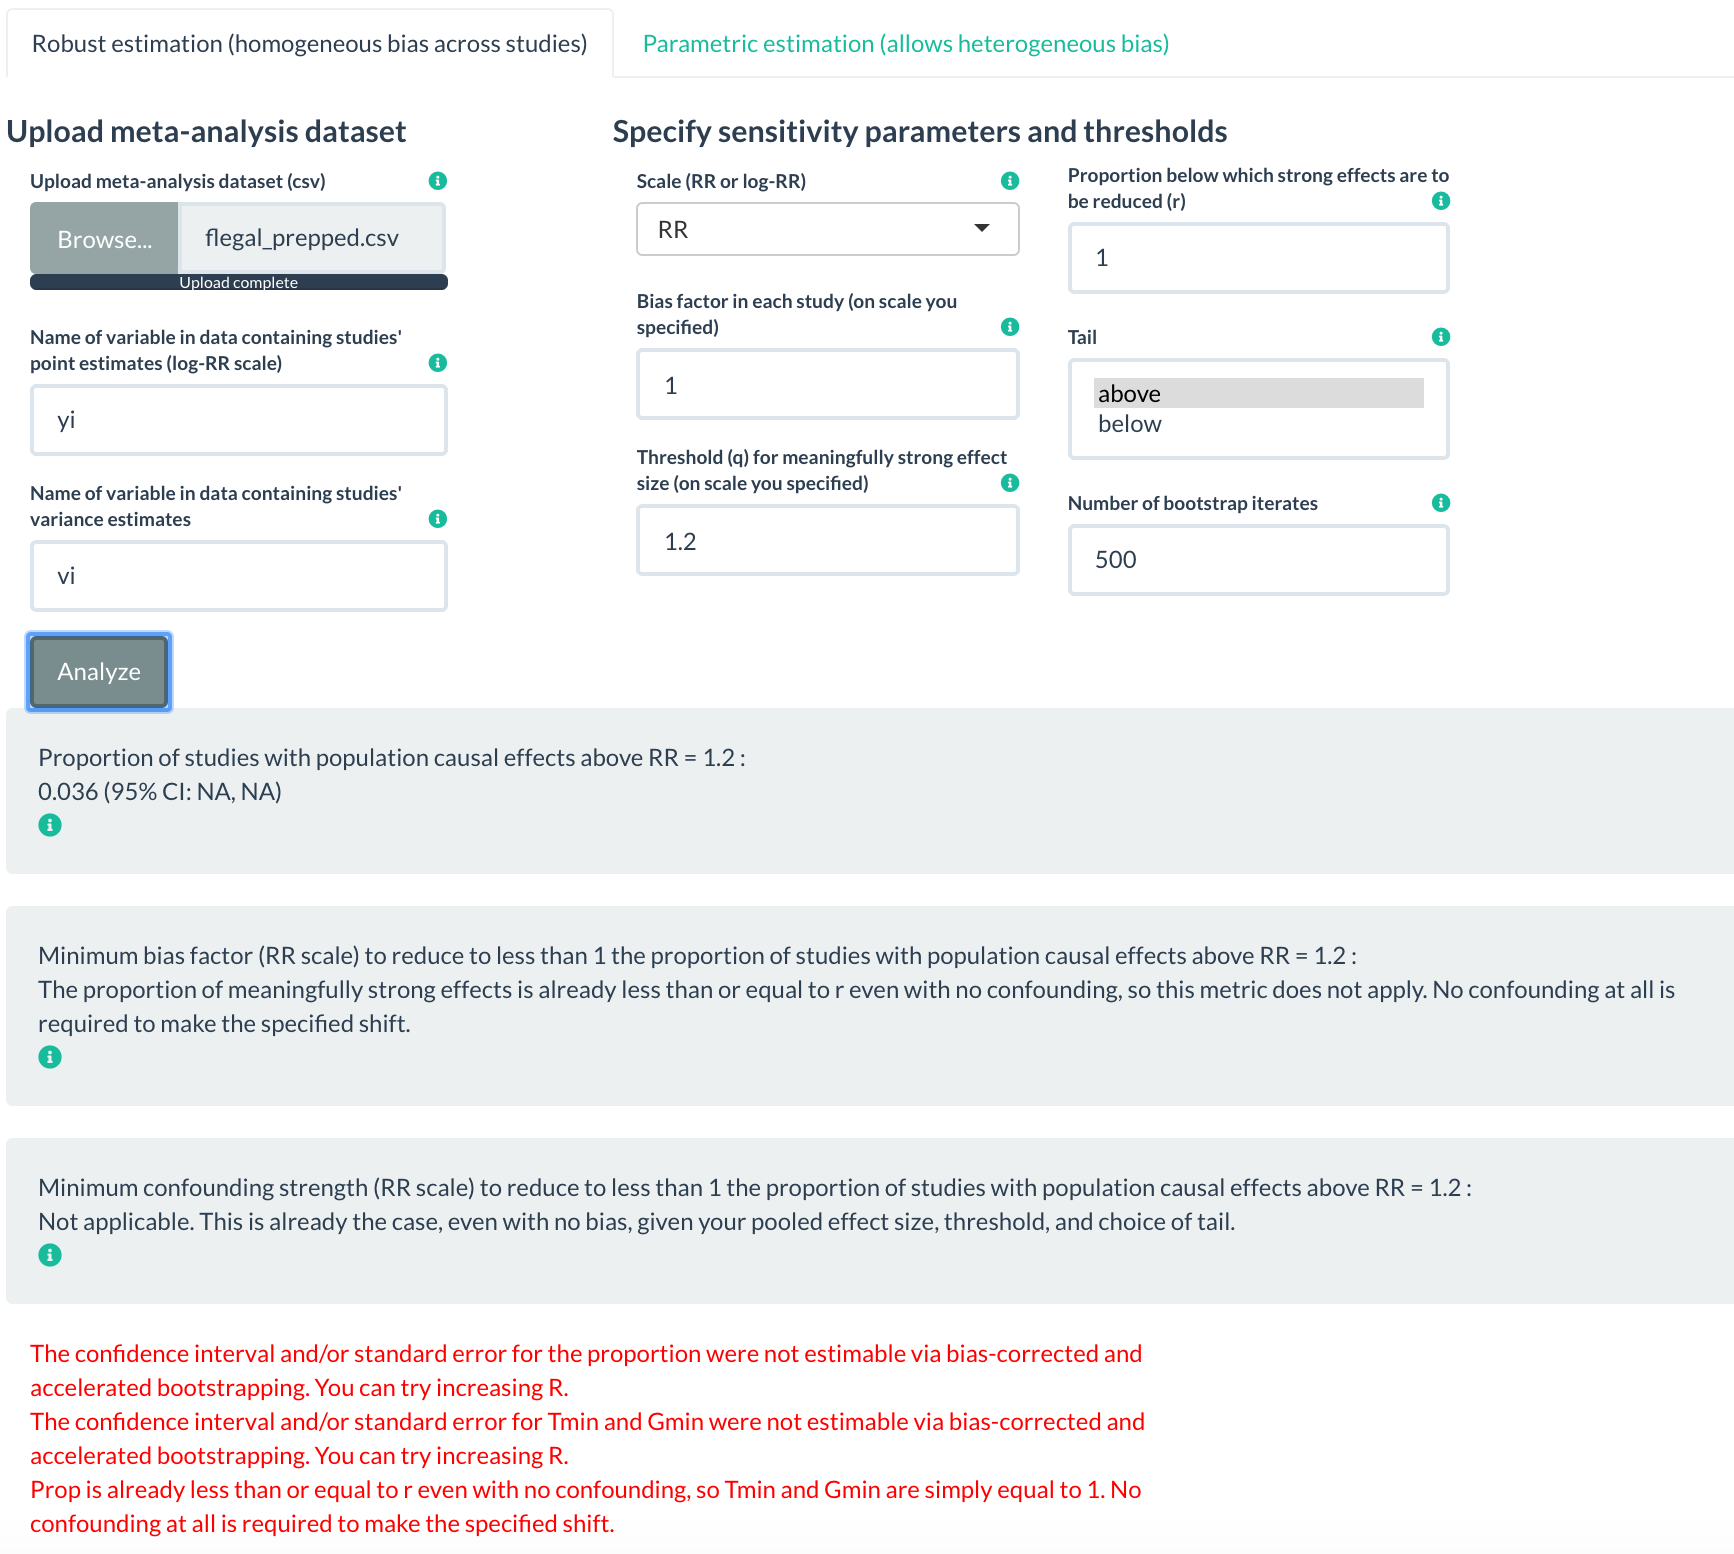 Robust estimation (homogeneous bias across studies)
Parametric estimation (allows heterogeneous bias)
Upload meta-analysis dataset
Upload meta-analysis dataset (csv)
Browse...
flegal_prepped.csv
Upload complete
Name of variable in data containing studies'
point estimates (log-RR scale)
yi
Name of variable in data containing studies'
variance estimates
vi
Analyze
Specify sensitivity parameters and thresholds
Scale (RR or log-RR)
RR
Bias factor in each study (on scale you
specified)
1
Threshold (q) for meaningfully strong effect
size (on scale you specified)
1.2
Proportion below which strong effects are to
be reduced (r)
1
Tail
above
below
Number of bootstrap iterates
500
Proportion of studies with population causal effects above RR = 1.2 :
0.036 (95% CI: NA, NA)
Minimum bias factor (RR scale) to reduce to less than 1 the proportion of studies with population causal effects above RR = 1.2 :
The proportion of meaningfully strong effects is already less than or equal to r even with no confounding, so this metric does not apply. No confounding at all is
required to make the specified shift.
Minimum confounding strength (RR scale) to reduce to less than 1 the proportion of studies with population causal effects above RR = 1.2 :
Not applicable. This is already the case, even with no bias, given your pooled effect size, threshold, and choice of tail.
The confidence interval and/or standard error for the proportion were not estimable via bias-corrected and
accelerated bootstrapping. You can try increasing R.
The confidence interval and/or standard error for Tmin and Gmin were not estimable via bias-corrected and
accelerated bootstrapping. You can try increasing R.
Prop is already less than or equal to r even with no confounding, so Tmin and Gmin are simply equal to 1. No
confounding at all is required to make the specified shift.